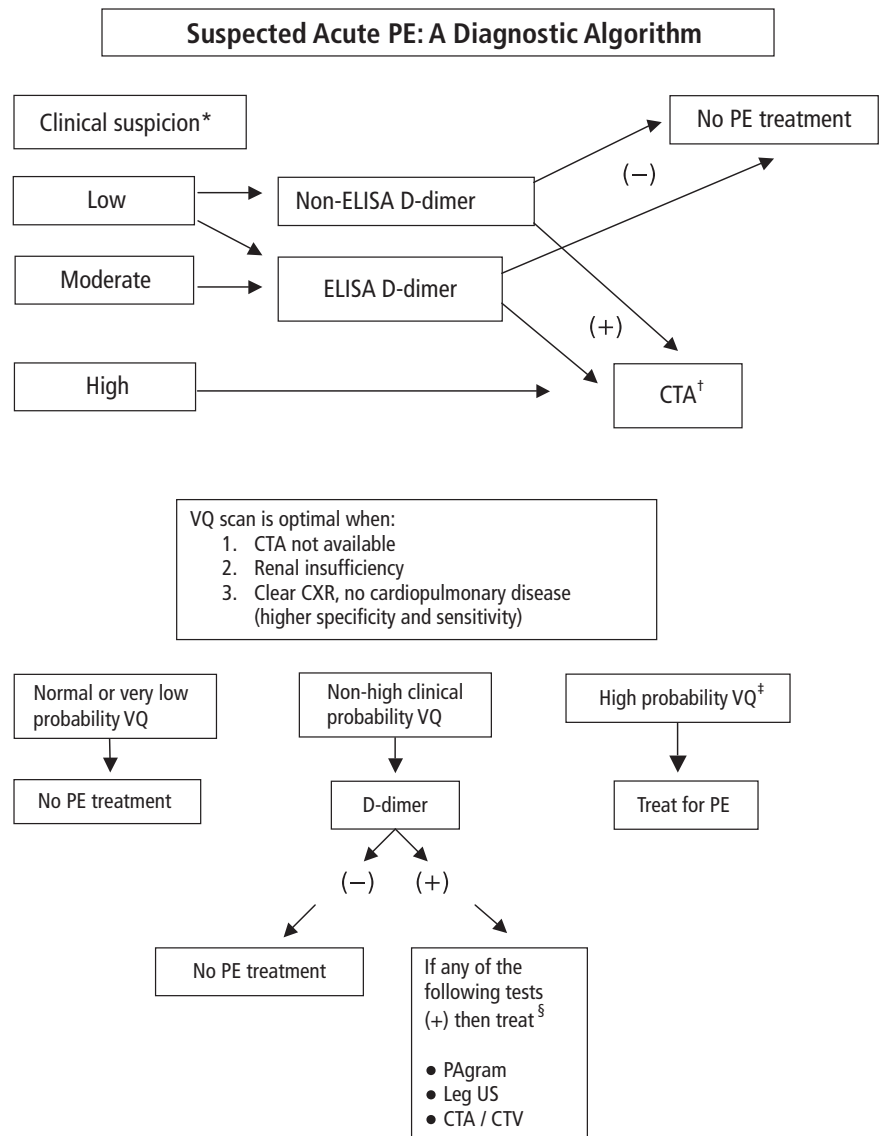 Suspected Acute PE: A Diagnostic Algorithm
Clinical suspicion*
No PE treatment
Low
Non-ELISA D-dimer
(−)
Moderate
ELISA D-dimer
(+)
High
CTA†
VQ scan is optimal when:
1. CTA not available
2. Renal insufficiency
3. Clear CXR, no cardiopulmonary disease
(higher specificity and sensitivity)
Normal or very low
probability VQ
No PE treatment
Non-high clinical
probability VQ
D-dimer
(−) (+)
No PE treatment
If any of the
following tests
(+) then treat§
● PAgram
● Leg US
● CTA / CTV
High probability VQ‡
Treat for PE